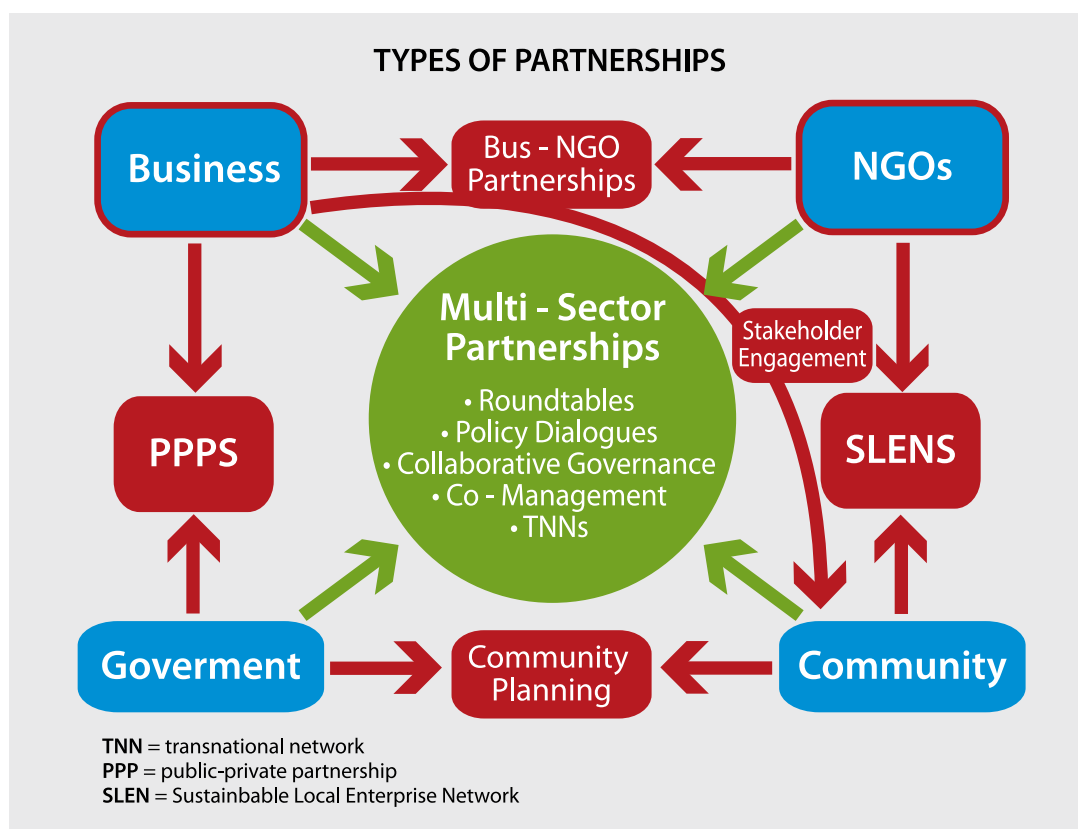 TYPES OF PARTNERSHIPS
Business
Bus - NGO
Partnerships
NGOs
Multi - Sector
Partnerships
• Roundtables
• Policy Dialogues
• Collaborative Governance
• Co - Management
• TNNs
Stakeholder
Engagement
PPPS
SLENS
Goverment
Community
Planning
Community
TNN = transnational network
PPP = public-private partnership
SLEN = Sustainbable Local Enterprise Network